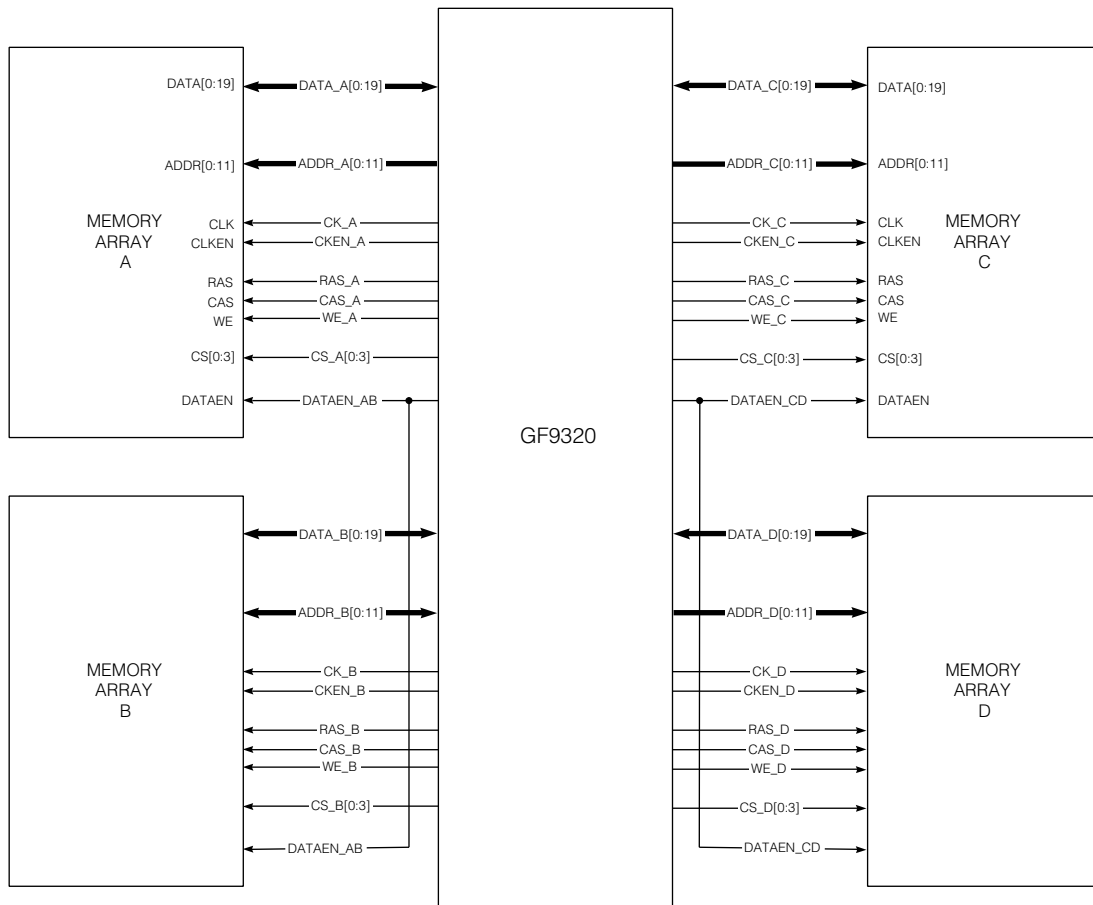 DATA[0:19] DATA_A[0:19] DATA_C[0:19] DATA[0:19]
ADDR[0:11] ADDR_A[0:11] ADDR_C[0:11] ADDR[0:11]
MEMORY
ARRAY
A
CLK CK_A CK_C CLK
CLKEN CKEN_A CKEN_C CLKEN
MEMORY
ARRAY
C
RAS RAS_A RAS_C RAS
CAS CAS_A CAS_C CAS
WE WE_A WE_C WE
CS[0:3] CS_A[0:3] CS_C[0:3] CS[0:3]
DATAEN DATAEN_AB DATAEN_CD DATAEN
GF9320
DATA_B[0:19] DATA_D[0:19]
ADDR_B[0:11] ADDR_D[0:11]
MEMORY
ARRAY
B
CK_B CK_D
CKEN_B CKEN_D
MEMORY
ARRAY
D
RAS_B RAS_D
CAS_B CAS_D
WE_B WE_D
CS_B[0:3] CS_D[0:3]
DATAEN_AB DATAEN_CD